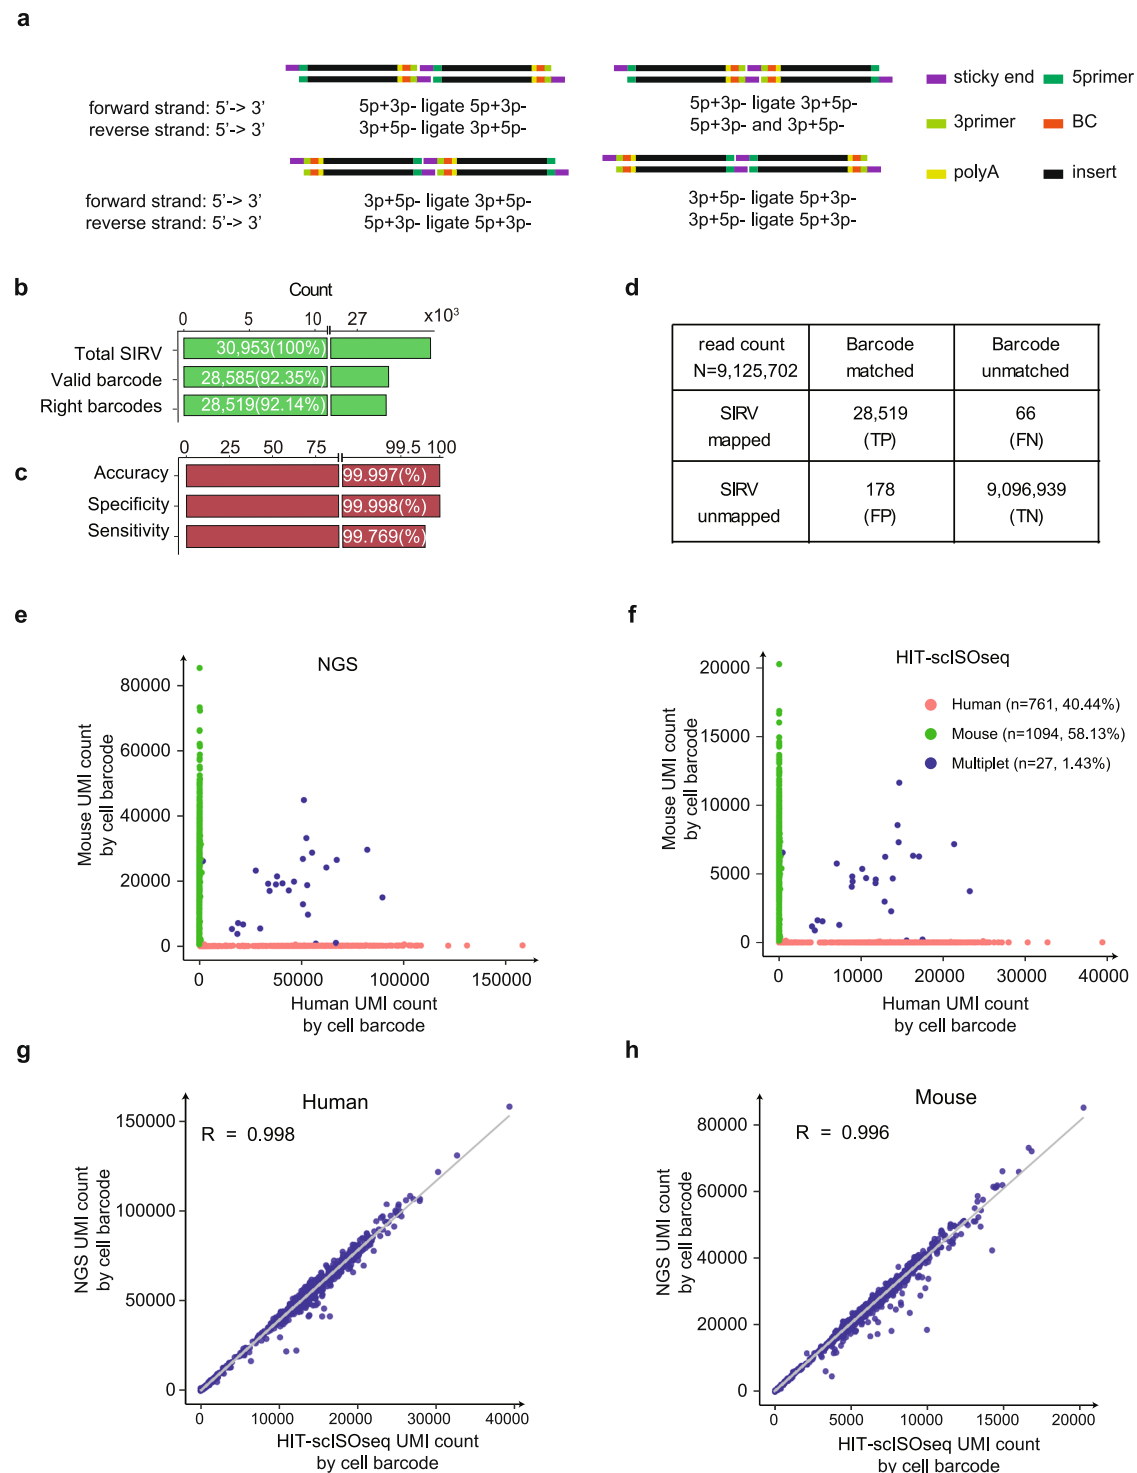 a
sticky end
5primer
3primer
BC
polyA
insert
forward strand: 5'-> 3'
5p+3p- ligate 5p+3p-
5p+3p- ligate 3p+5p-
reverse strand: 5'-> 3'
3p+5p- ligate 3p+5p-
5p+3p- and 3p+5p-
forward strand: 5'-> 3'
3p+5p- ligate 3p+5p-
3p+5p- ligate 5p+3p-
reverse strand: 5'-> 3'
5p+3p- ligate 5p+3p-
3p+5p- ligate 5p+3p-
b
Count
0 5 10 27 x10³
Total SIRV 30,953(100%)
Valid barcode 28,585(92.35%)
Right barcodes 28,519(92.14%)
c
0 25 50 75 99.5 100
Accuracy 99.997(%)
Specificity 99.998(%)
Sensitivity 99.769(%)
d
read count
N=9,125,702
Barcode
matched
Barcode
unmatched
SIRV
mapped
28,519
(TP)
66
(FN)
SIRV
unmapped
178
(FP)
9,096,939
(TN)
e
NGS
Mouse UMI count
by cell barcode
80000
60000
40000
20000
0
0 50000 100000 150000
Human UMI count
by cell barcode
f
HIT-scISOseq
Human (n=761, 40.44%)
Mouse (n=1094, 58.13%)
Multiplet (n=27, 1.43%)
Mouse UMI count
by cell barcode
20000
15000
10000
5000
0
0 10000 20000 30000 40000
Human UMI count
by cell barcode
g
Human
R = 0.998
NGS UMI count
by cell barcode
150000
100000
50000
0
0 10000 20000 30000 40000
HIT-scISOseq UMI count
by cell barcode
h
Mouse
R = 0.996
NGS UMI count
by cell barcode
80000
60000
40000
20000
0
0 5000 10000 15000 20000
HIT-scISOseq UMI count
by cell barcode